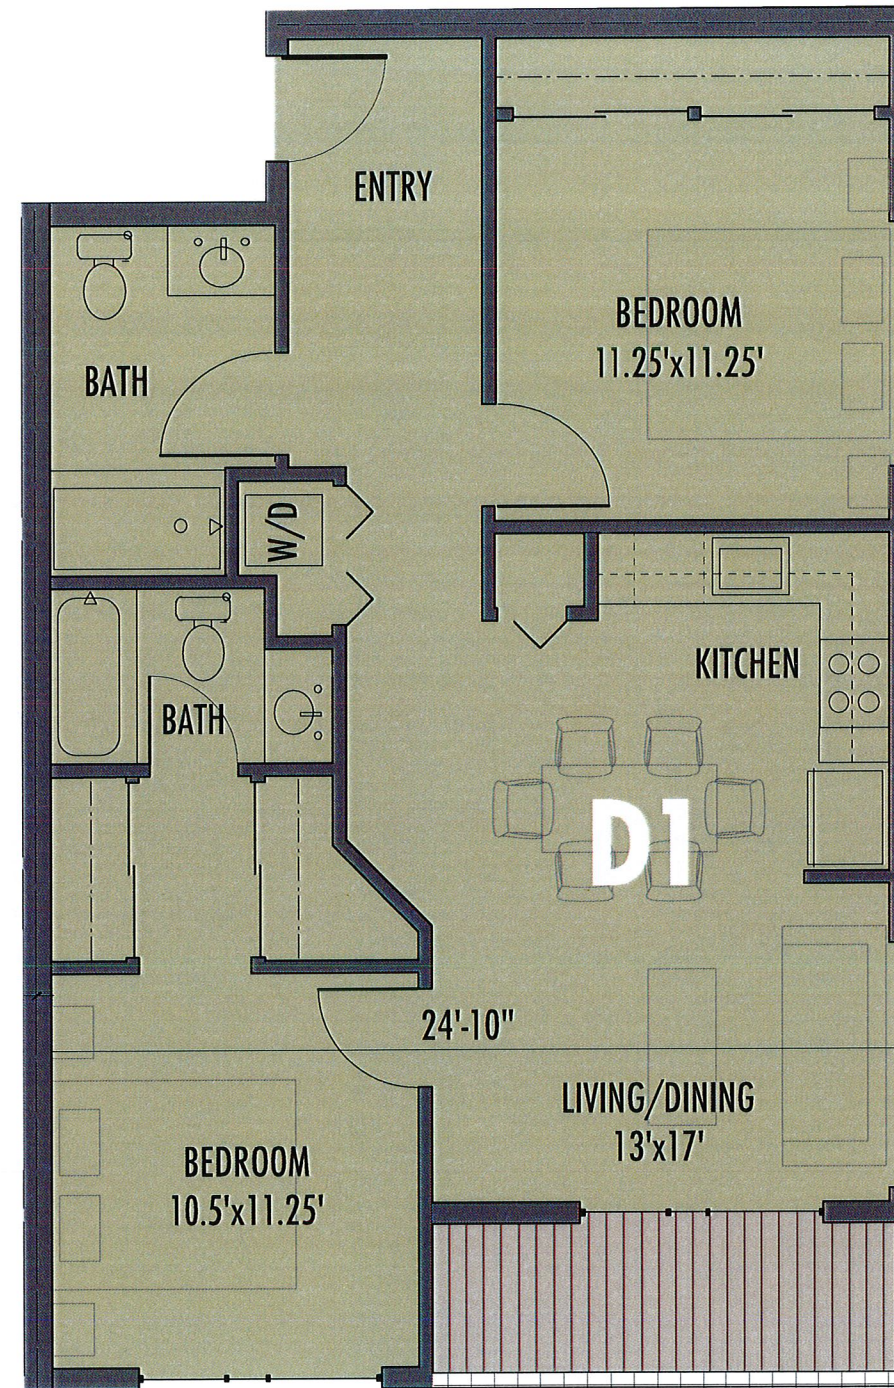 ENTRY
BEDROOM
11.25'x11.25'
BATH
W/D
KITCHEN
BATH
D1
24'-10"
LIVING/DINING
13'x17'
BEDROOM
10.5'x11.25'